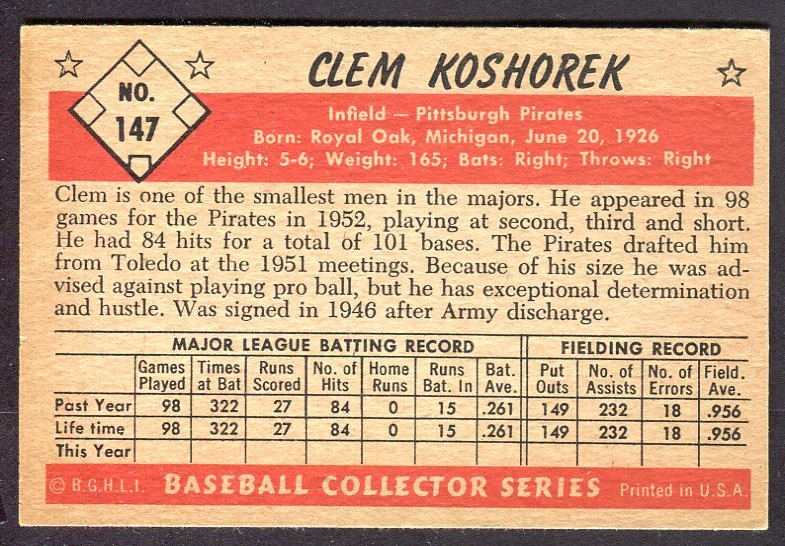 NO.
147
CLEM KOSHOREK
Infield — Pittsburgh Pirates
Born: Royal Oak, Michigan, June 20, 1926
Height: 5-6; Weight: 165; Bats: Right; Throws: Right
Clem is one of the smallest men in the majors. He appeared in 98
games for the Pirates in 1952, playing at second, third and short.
He had 84 hits for a total of 101 bases. The Pirates drafted him
from Toledo at the 1951 meetings. Because of his size he was ad-
vised against playing pro ball, but he has exceptional determination
and hustle. Was signed in 1946 after Army discharge.
MAJOR LEAGUE BATTING RECORD FIELDING RECORD
Games Times Runs No. of Home Runs Bat. Put No. of No. of Field.
Played at Bat Scored Hits Runs Bat. In Ave. Outs Assists Errors Ave.
Past Year 98 322 27 84 0 15 .261 149 232 18 .956
Life time 98 322 27 84 0 15 .261 149 232 18 .956
This Year
© B.G.H.L.I. BASEBALL COLLECTOR SERIES Printed in U.S.A.